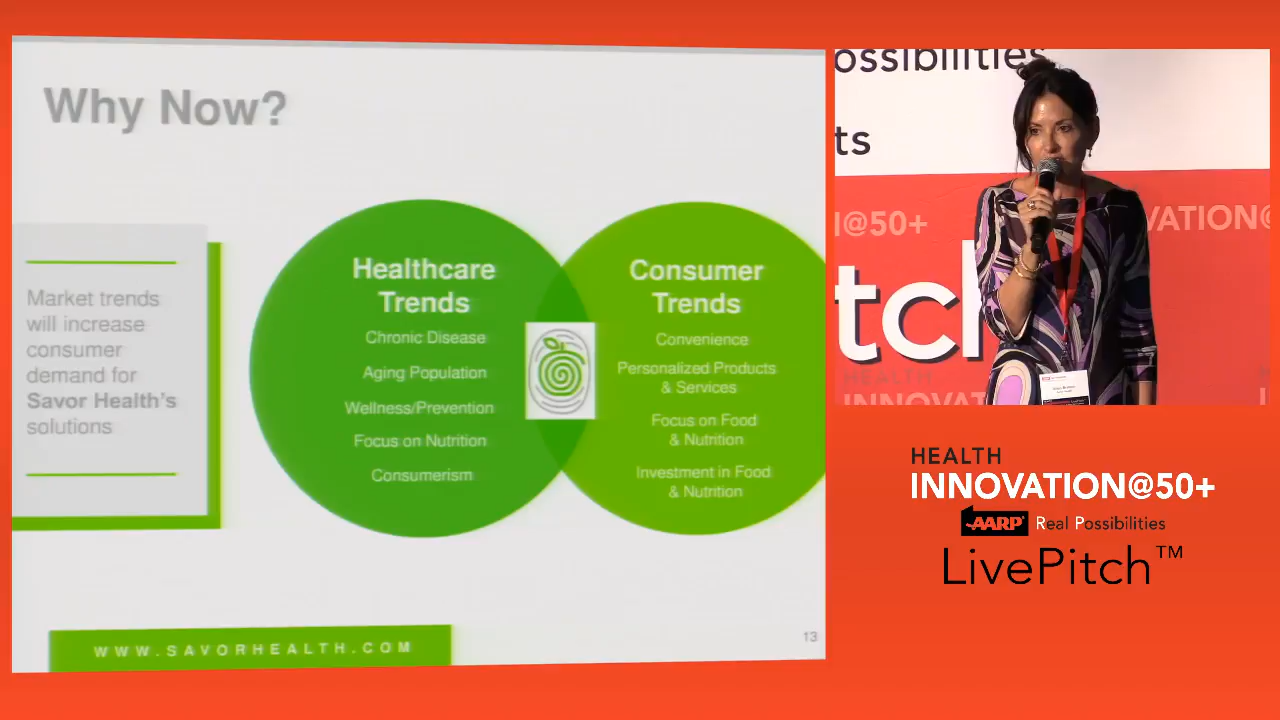 Why Now?
Market trends
will increase
consumer
demand for
Savor Health's
solutions
Healthcare
Trends
Chronic Disease
Aging Population
Wellness/Prevention
Focus on Nutrition
Consumerism
Consumer
Trends
Convenience
Personalized Products
& Services
Focus on Food
& Nutrition
Investment in Food
& Nutrition
WWW.SAVORHEALTH.COM
13
ossibilities
ts
@50+
VATION@
tch
HEALTH
INNOVAT
HEALTH
INNOVATION@50+
AARP Real Possibilities
LivePitch™